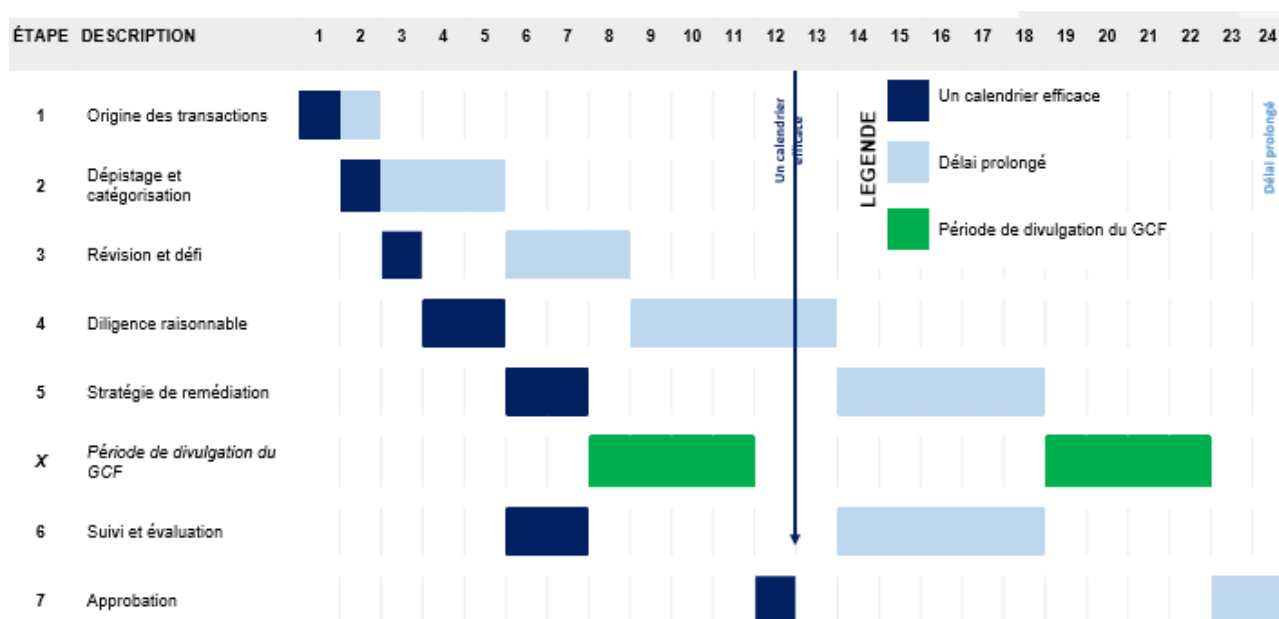 ÉTAPE DESCRIPTION 1 2 3 4 5 6 7 8 9 10 11 12 13 14 15 16 17 18 19 20 21 22 23 24
1 Origine des transactions
2 Dépistage et
catégorisation
3 Révision et défi
4 Diligence raisonnable
5 Stratégie de remédiation
X Période de divulgation du
GCF
6 Suivi et évaluation
7 Approbation
Un calendrier
efficace
LEGENDE
Un calendrier efficace
Délai prolongé
Période de divulgation du GCF
Délai prolongé